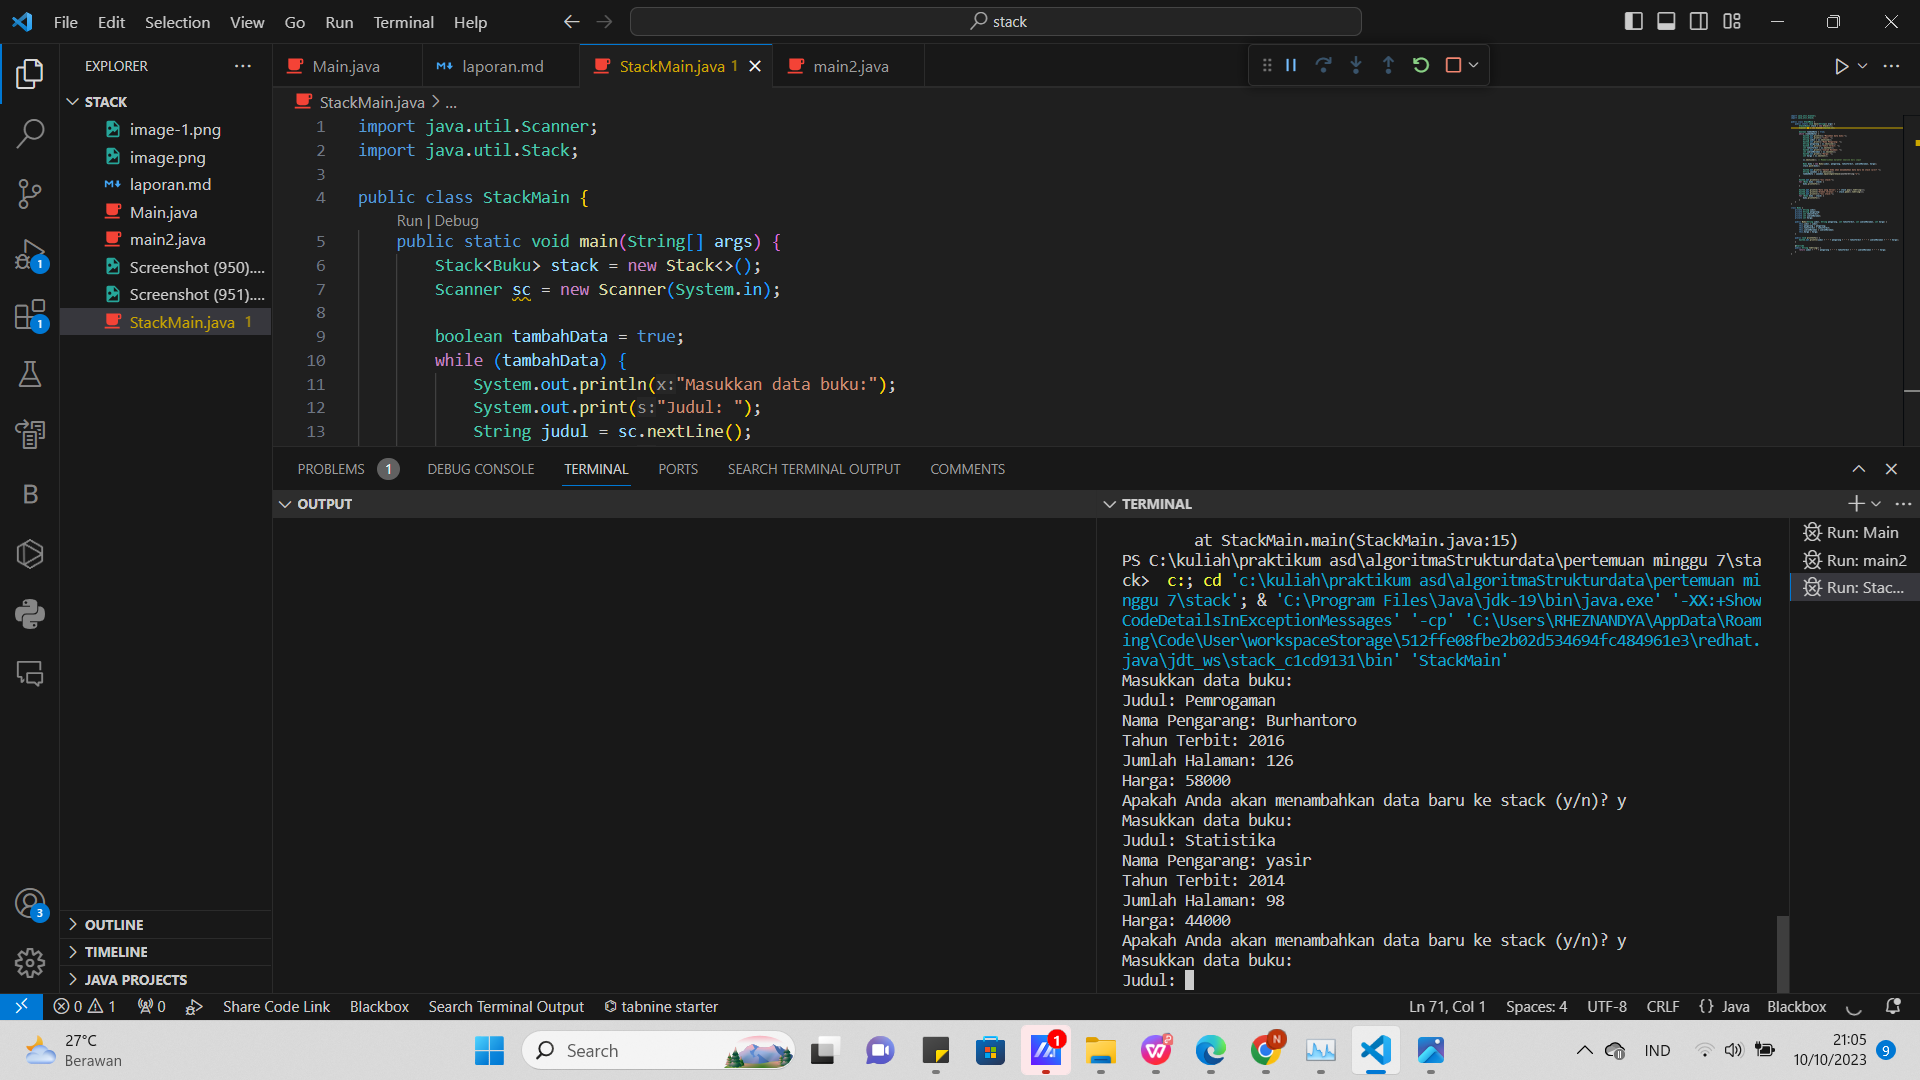 File Edit Selection View Go Run Terminal Help
stack
EXPLORER
STACK
image-1.png
image.png
laporan.md
Main.java
main2.java
Screenshot (950)....
Screenshot (951)....
StackMain.java 1
OUTLINE
TIMELINE
JAVA PROJECTS
1
1
B
3
Main.java laporan.md StackMain.java 1 main2.java
StackMain.java > ...
1 import java.util.Scanner;
2 import java.util.Stack;
3
4 public class StackMain {
Run | Debug
5 public static void main(String[] args) {
6 Stack<Buku> stack = new Stack<>();
7 Scanner sc = new Scanner(System.in);
8
9 boolean tambahData = true;
10 while (tambahData) {
11 System.out.println(x:"Masukkan data buku:");
12 System.out.print(s:"Judul: ");
13 String judul = sc.nextLine();
PROBLEMS 1 DEBUG CONSOLE TERMINAL PORTS SEARCH TERMINAL OUTPUT COMMENTS
OUTPUT
TERMINAL
at StackMain.main(StackMain.java:15)
PS C:\kuliah\praktikum asd\algoritmaStrukturdata\pertemuan minggu 7\sta
ck>  c:; cd 'c:\kuliah\praktikum asd\algoritmaStrukturdata\pertemuan mi
nggu 7\stack'; & 'C:\Program Files\Java\jdk-19\bin\java.exe' '-XX:+Show
CodeDetailsInExceptionMessages' '-cp' 'C:\Users\RHEZNANDYA\AppData\Roam
ing\Code\User\workspaceStorage\512ffe08fbe2b02d534694fc484961e3\redhat.
java\jdt_ws\stack_c1cd9131\bin' 'StackMain'
Masukkan data buku:
Judul: Pemrogaman
Nama Pengarang: Burhantoro
Tahun Terbit: 2016
Jumlah Halaman: 126
Harga: 58000
Apakah Anda akan menambahkan data baru ke stack (y/n)? y
Masukkan data buku:
Judul: Statistika
Nama Pengarang: yasir
Tahun Terbit: 2014
Jumlah Halaman: 98
Harga: 44000
Apakah Anda akan menambahkan data baru ke stack (y/n)? y
Masukkan data buku:
Judul:
Run: Main
Run: main2
Run: Stac...
0 1 0 Share Code Link Blackbox Search Terminal Output tabnine starter
Ln 71, Col 1 Spaces: 4 UTF-8 CRLF {} Java Blackbox
27°C
Berawan
Search
1
N
IND
21:05
10/10/2023
9